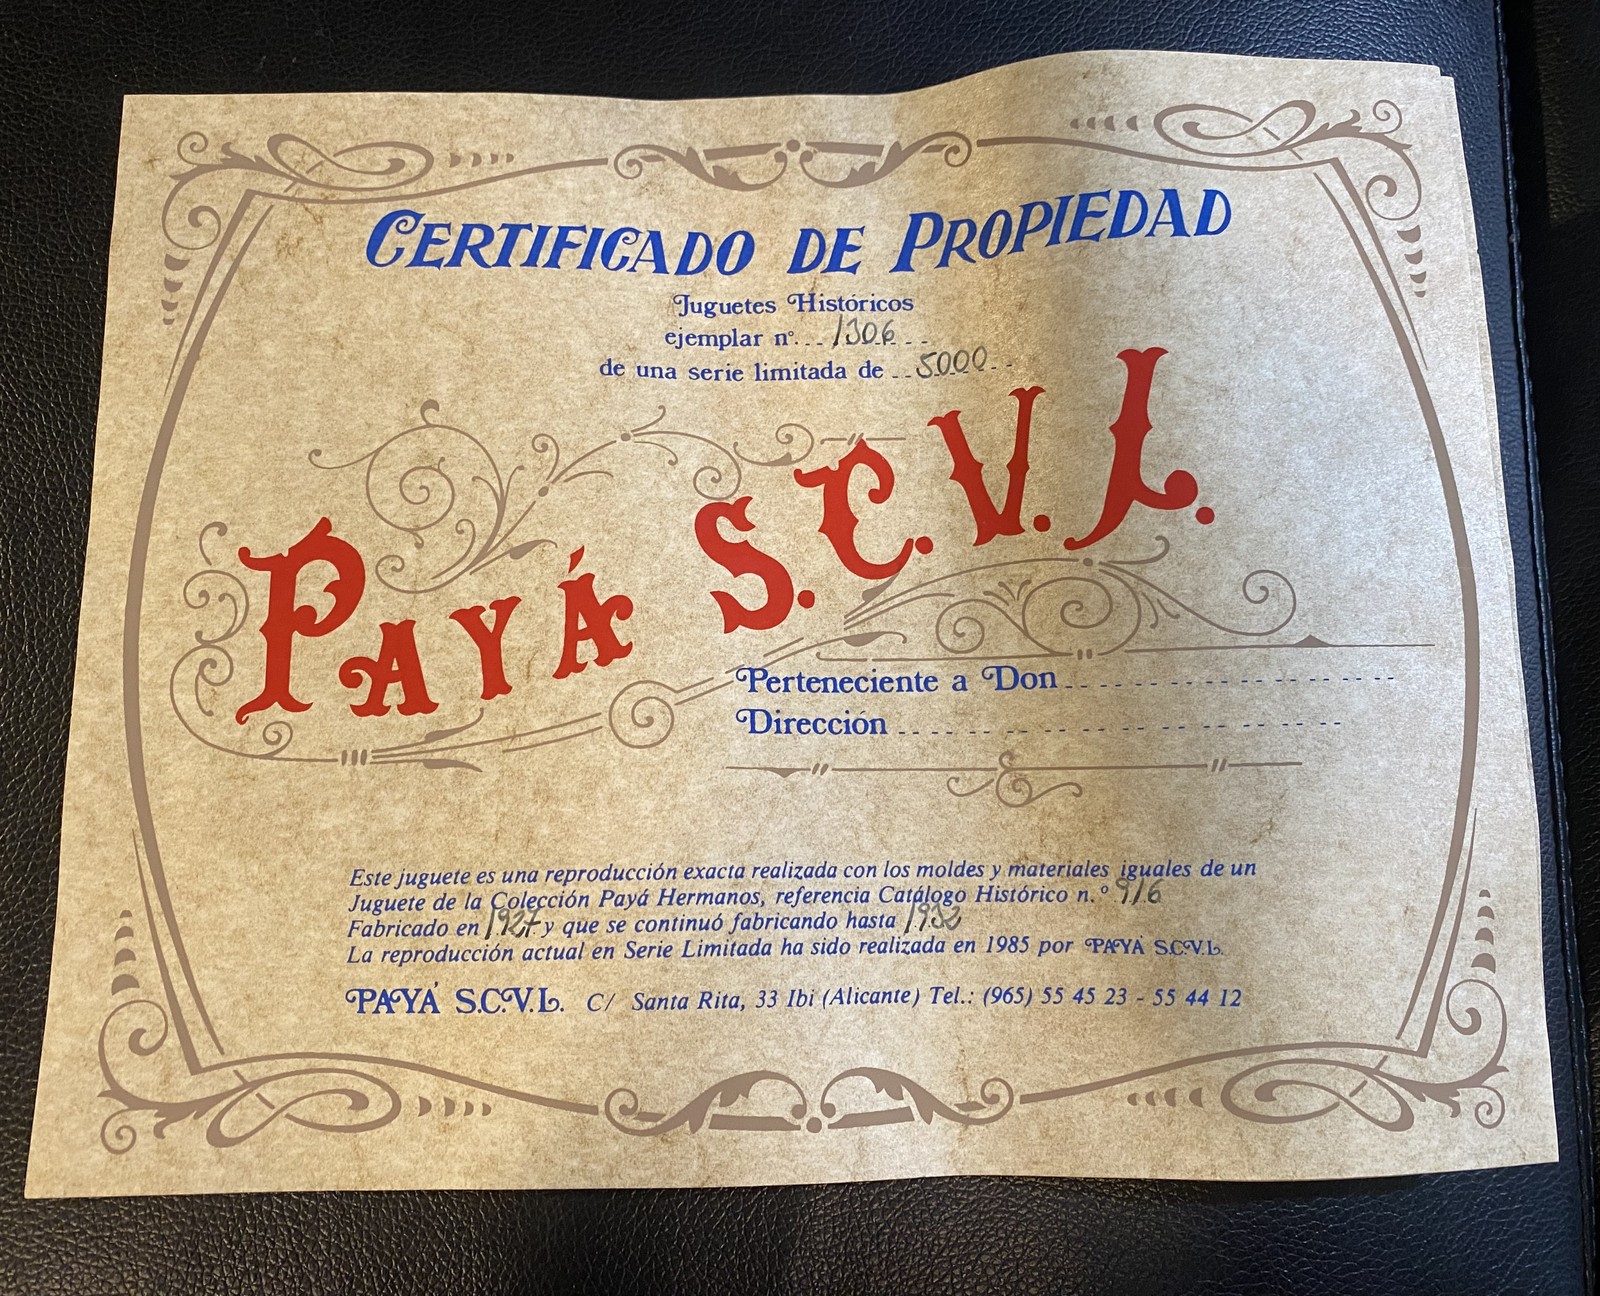 CERTIFICADO DE PROPIEDAD
Juguetes Históricos
ejemplar nº... 1306
de una serie limitada de 5000
PAYÁ S.C.V.L.
Perteneciente a Don
Dirección
Este juguete es una reproducción exacta realizada con los moldes y materiales iguales de un
Juguete de la Colección Payá Hermanos, referencia Catálogo Histórico n.º 916
Fabricado en 1927 y que se continuó fabricando hasta 1932
La reproducción actual en Serie Limitada ha sido realizada en 1985 por PAYÁ S.C.V.L.
PAYÁ S.C.V.L. C/ Santa Rita, 33 Ibi (Alicante) Tel.: (965) 55 45 23 - 55 44 12